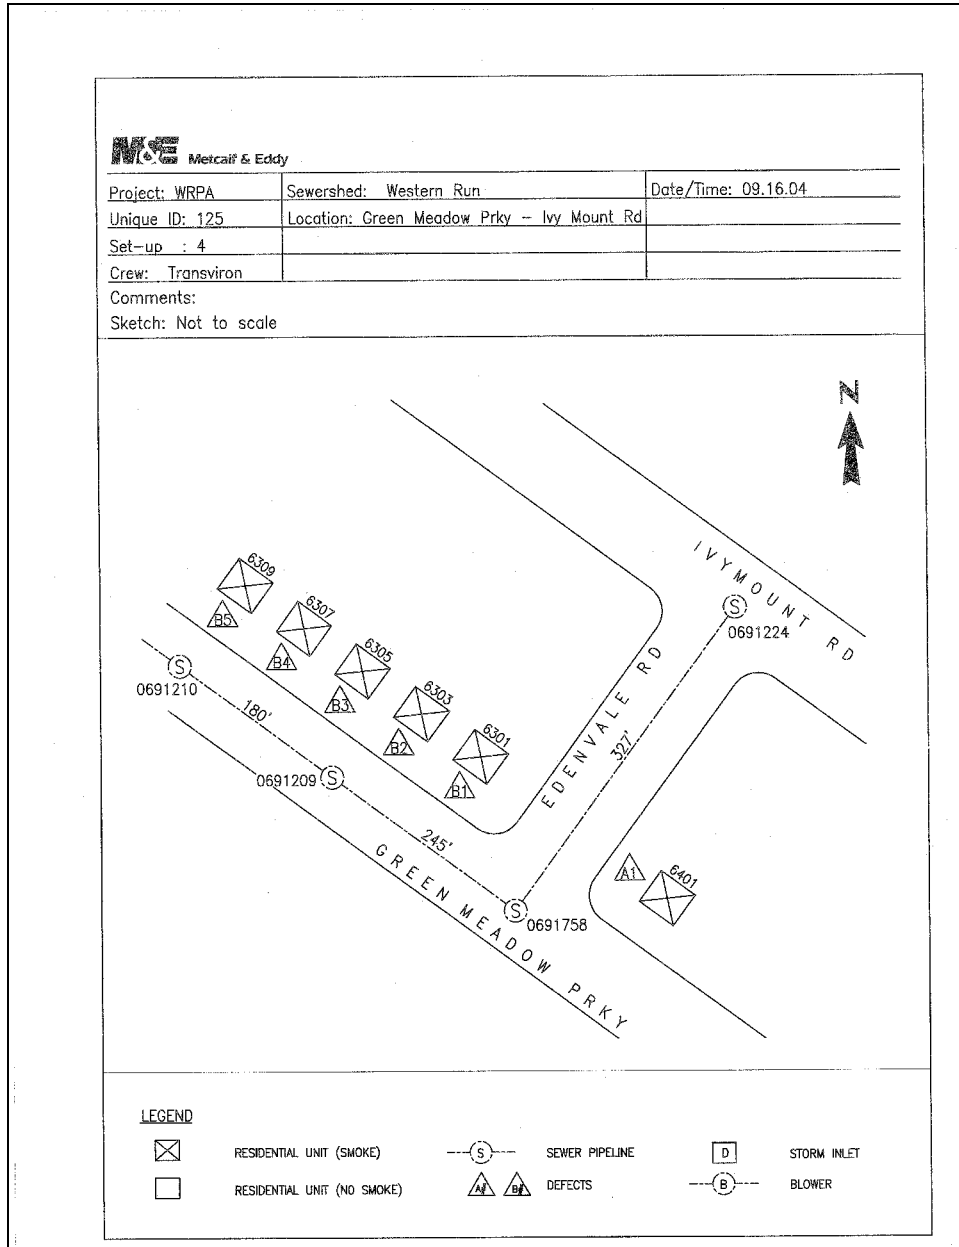 M&E Metcalf & Eddy
Project: WRPA
Sewershed: Western Run
Date/Time: 09.16.04
Unique ID: 125
Location: Green Meadow Prky - Ivy Mount Rd
Set-up : 4
Crew: Transviron
Comments:
Sketch: Not to scale
N
IVYMOUNT RD
S
0691224
6309
B5
6307
B4
6305
B3
6303
B2
6301
B1
EDENVALE RD
327'
S
0691210
180'
0691209 S
245'
GREEN MEADOW PRKY
S
0691758
A1
6401
LEGEND
RESIDENTIAL UNIT (SMOKE)
S
SEWER PIPELINE
D
STORM INLET
RESIDENTIAL UNIT (NO SMOKE)
A#
B#
DEFECTS
B
BLOWER